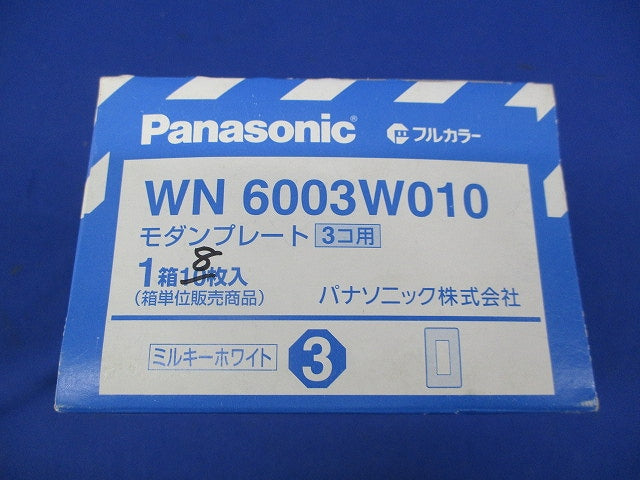 Panasonic® フルカラー
WN 6003W010
モダンプレート 3コ用
8
1箱10枚入
(箱単位販売商品) パナソニック株式会社
ミルキーホワイト 3